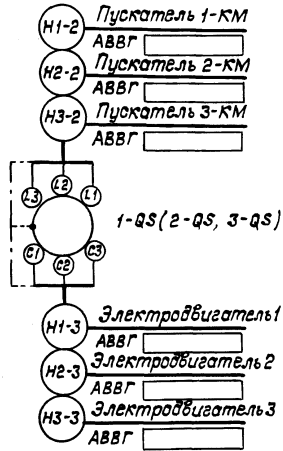 Н1-2 Пускатель 1-КМ
АВВГ
Н2-2 Пускатель 2-КМ
АВВГ
Н3-2 Пускатель 3-КМ
АВВГ
L3 L2 L1
1-QS (2-QS, 3-QS)
C1 C2 C3
Н1-3 Электродвигатель 1
АВВГ
Н2-3 Электродвигатель 2
АВВГ
Н3-3 Электродвигатель 3
АВВГ